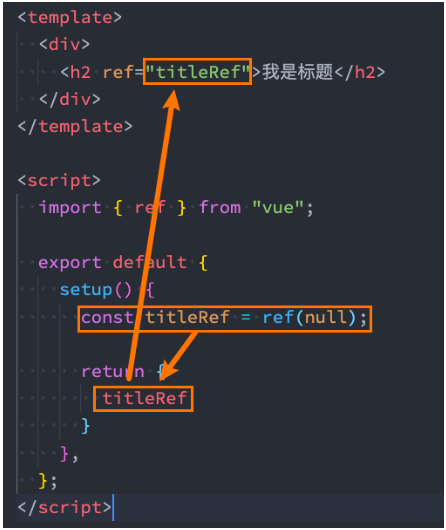 <template>
<div>
<h2 ref="titleRef">我是标题</h2>
</div>
</template>
<script>
import { ref } from "vue";
export default {
setup() {
const titleRef = ref(null);
return {
titleRef
}
},
};
</script>